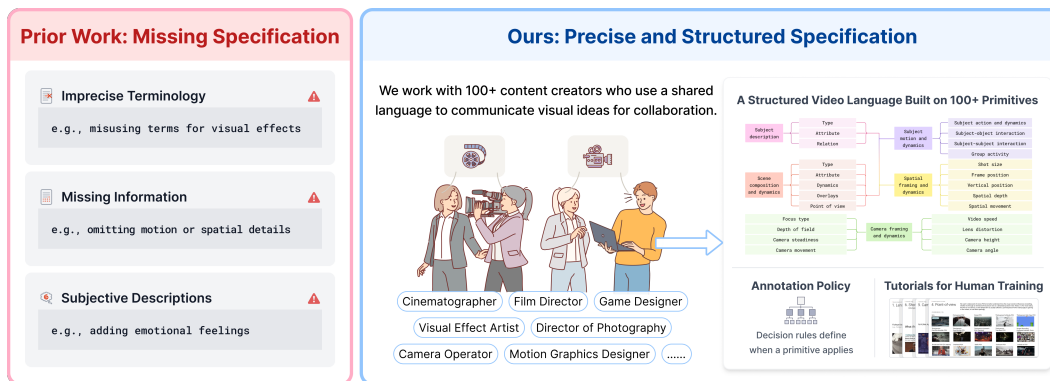 Prior Work: Missing Specification
Imprecise Terminology
e.g., misusing terms for visual effects
Missing Information
e.g., omitting motion or spatial details
Subjective Descriptions
e.g., adding emotional feelings
Ours: Precise and Structured Specification
We work with 100+ content creators who use a shared
language to communicate visual ideas for collaboration.
Cinematographer
Film Director
Game Designer
Visual Effect Artist
Director of Photography
Camera Operator
Motion Graphics Designer
......
A Structured Video Language Built on 100+ Primitives
Subject
description
Type
Attribute
Relation
Subject
motion and
dynamics
Subject action and dynamics
Subject-object interaction
Subject-subject interaction
Group activity
Scene
composition and
dynamics
Type
Attribute
Dynamics
Overlays
Point of view
Spatial
framing and
dynamics
Shot size
Frame position
Vertical position
Spatial depth
Spatial movement
Focus type
Depth of field
Camera steadiness
Camera movement
Camera framing
and dynamics
Video speed
Lens distortion
Camera height
Camera angle
Annotation Policy
Decision rules define
when a primitive applies
Tutorials for Human Training